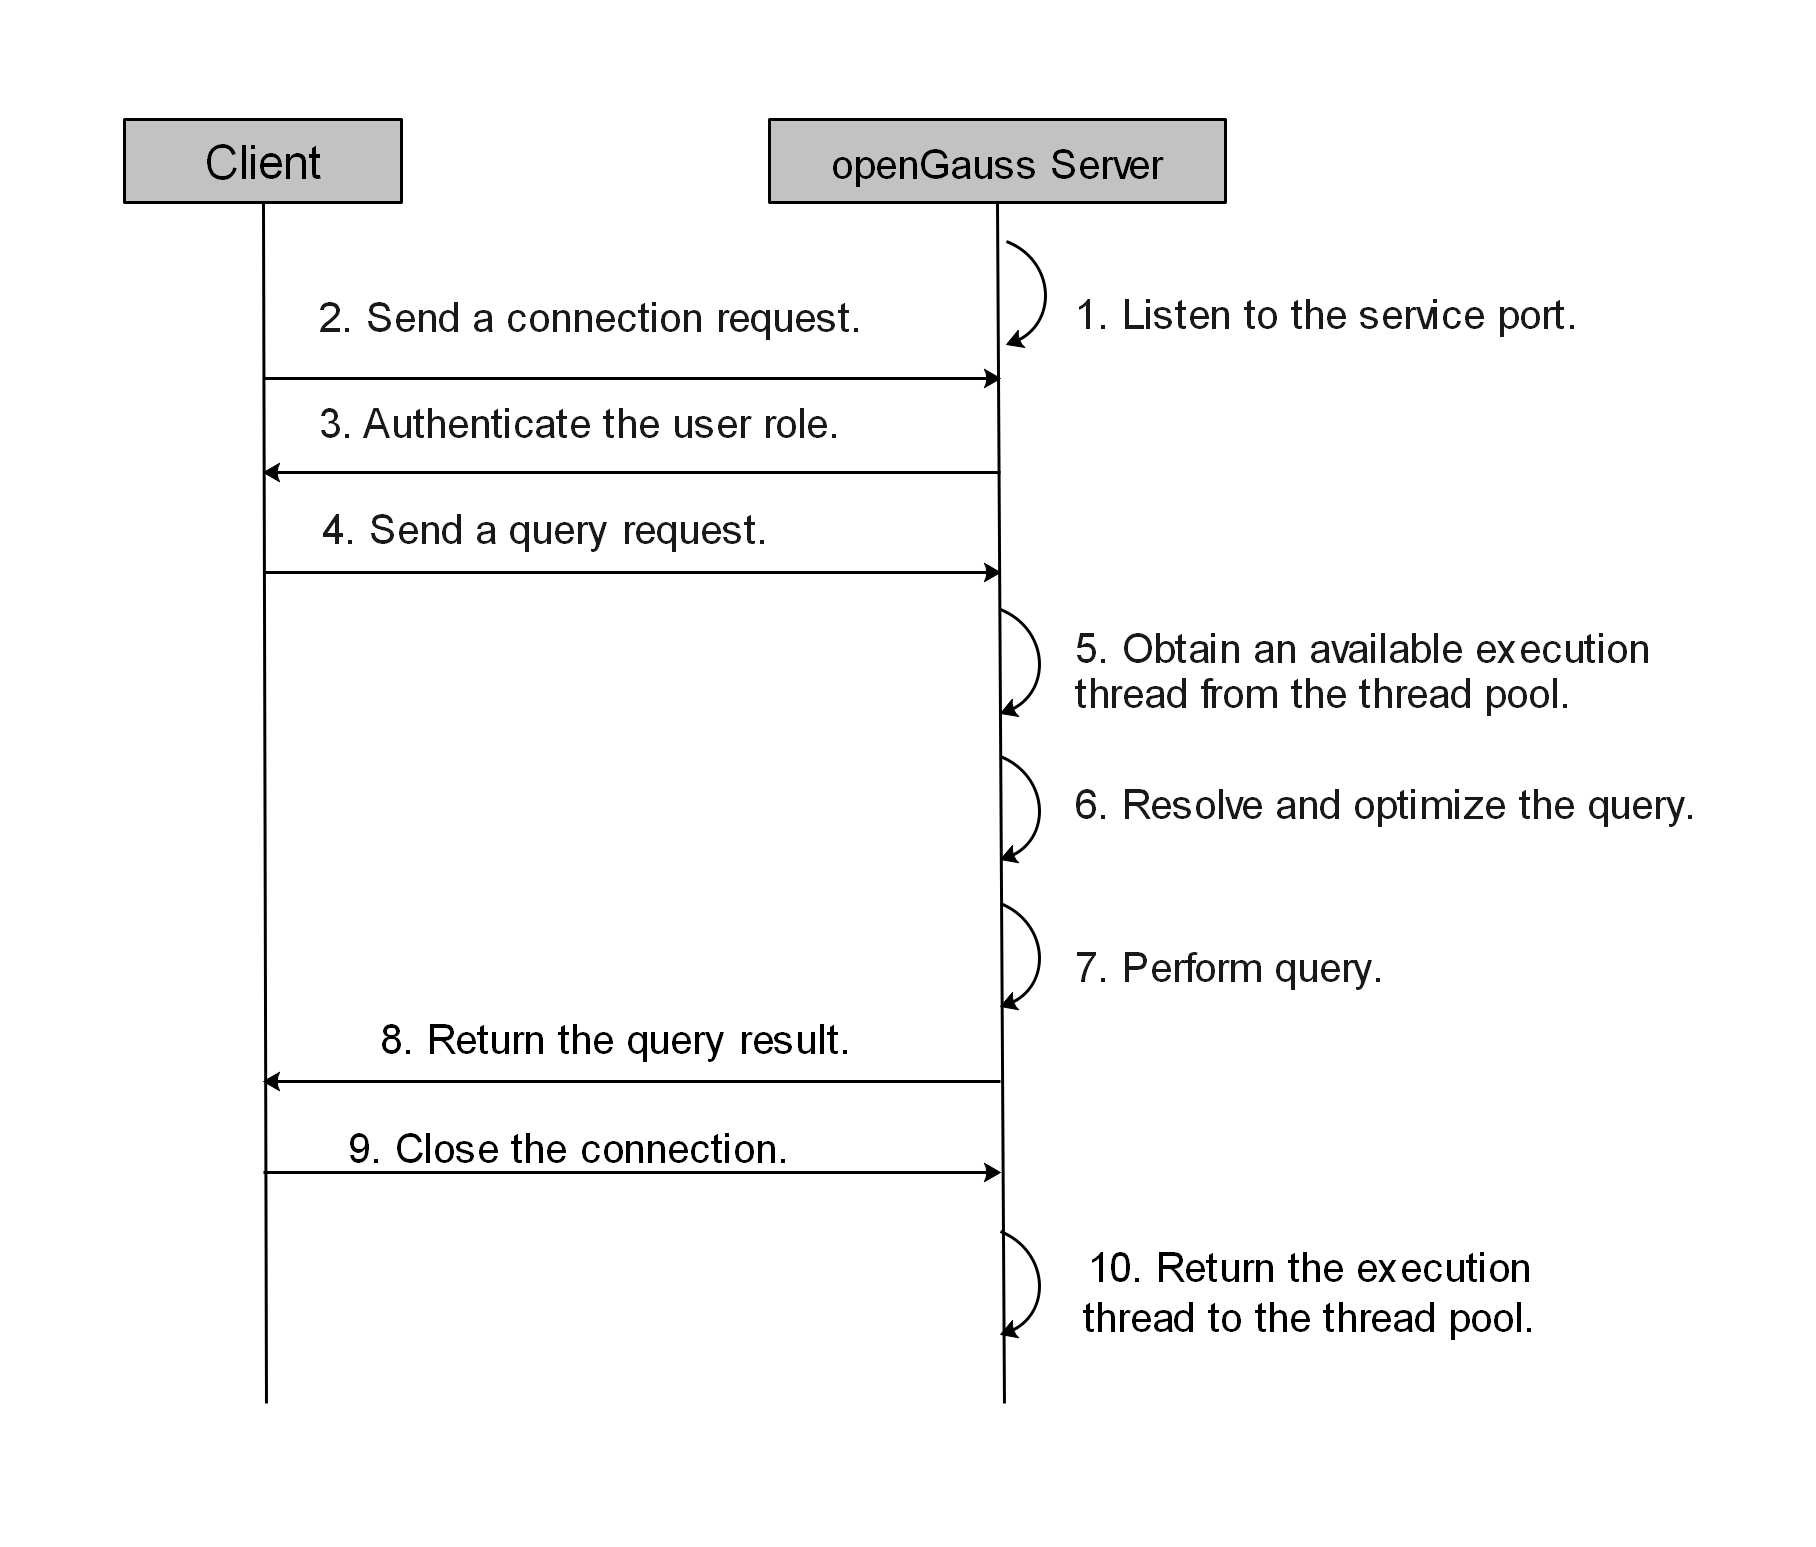 Client
openGauss Server
1. Listen to the service port.
2. Send a connection request.
3. Authenticate the user role.
4. Send a query request.
5. Obtain an available execution
thread from the thread pool.
6. Resolve and optimize the query.
7. Perform query.
8. Return the query result.
9. Close the connection.
10. Return the execution
thread to the thread pool.